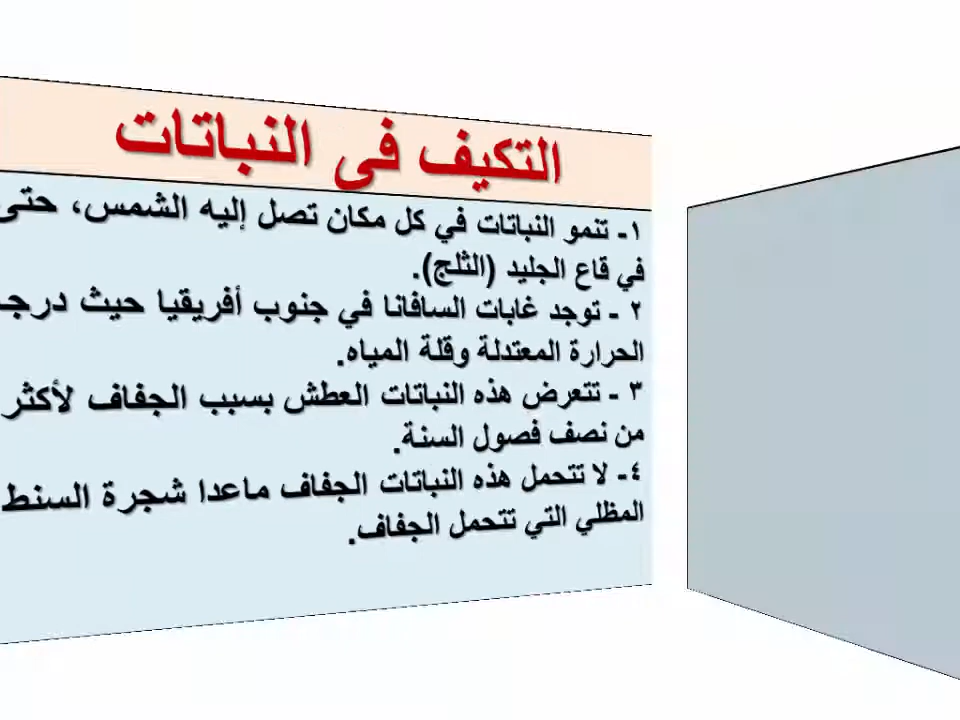 التكيف فى النباتات
١- تنمو النباتات في كل مكان تصل إليه الشمس، حتى
في قاع الجليد (الثلج).
٢ - توجد غابات السافانا في جنوب أفريقيا حيث
الحرارة المعتدلة وقلة المياه.
٣ - تتعرض هذه النباتات العطش بسبب الجفاف لأكثر
من نصف فصول السنة.
٤- لا تتحمل هذه النباتات الجفاف ماعدا شجرة السنط
المظلي التي تتحمل الجفاف.